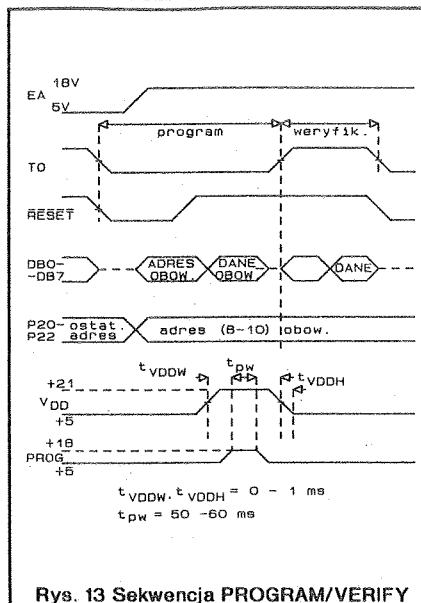 18V
EA
5V
program
weryfik.
T0
RESET
DB0-
-DB7
ADRES
OBOW.
DANE
OBOW
DANE
P20-
P22
ostat.
adres
adres (8-10) obow.
tVDDW
tpw
tVDDH
+21
VDD
+5
+18
PROG
+5
tVDDW, tVDDH = 0 - 1 ms
tpw = 50 -60 ms
Rys. 13 Sekwencja PROGRAM/VERIFY